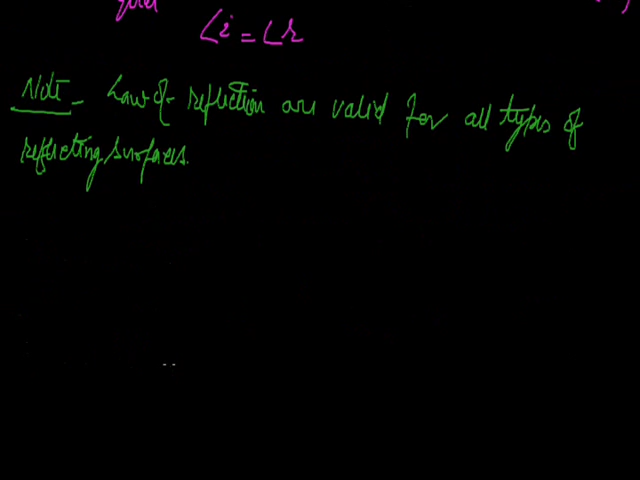 ∠i = ∠r
Note - Law of reflection are valid for all types of
reflecting surfaces.